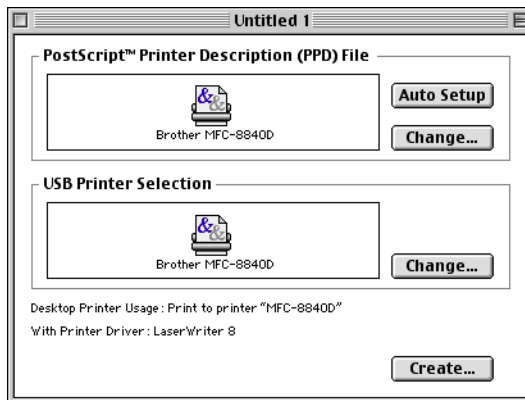 Untitled 1
PostScript™ Printer Description (PPD) File
&&
Brother MFC-8840D
Auto Setup
Change...
USB Printer Selection
&&
Brother MFC-8840D
Change...
Desktop Printer Usage : Print to printer “MFC-8840D”
With Printer Driver : LaserWriter 8
Create...